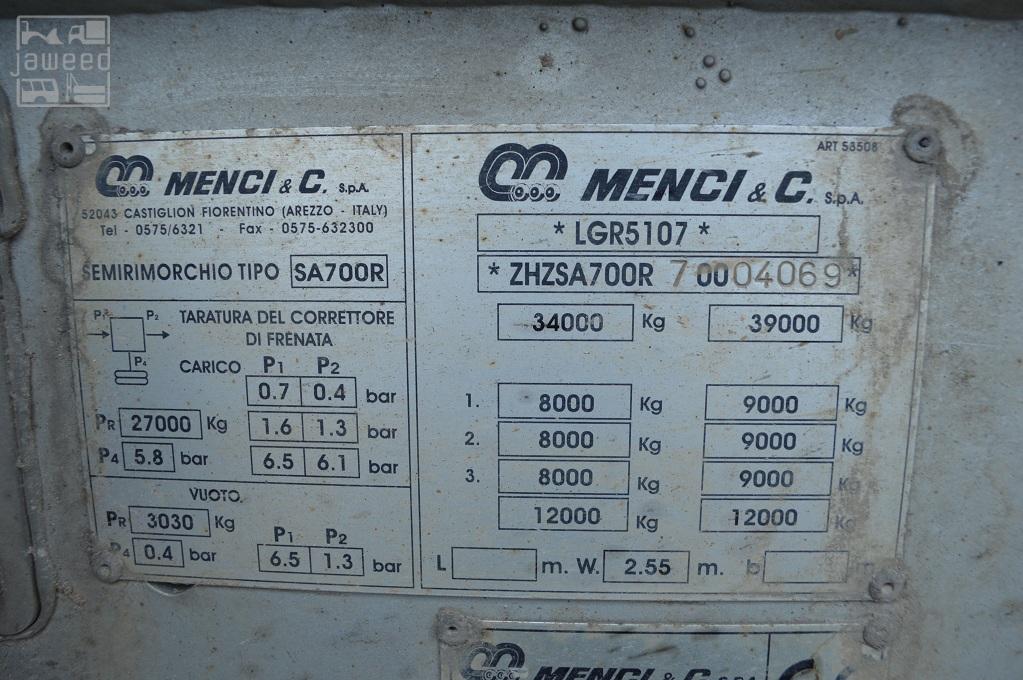 jaweed
MENCI & C. S.p.A.
52043 CASTIGLION FIORENTINO (AREZZO - ITALY)
Tel - 0575/6321 - Fax - 0575-632300
SEMIRIMORCHIO TIPO SA700R
P1 P2
P4
TARATURA DEL CORRETTORE
DI FRENATA
CARICO P1 P2
0.7 0.4 bar
PR 27000 Kg 1.6 1.3 bar
P4 5.8 bar 6.5 6.1 bar
VUOTO
PR 3030 Kg P1 P2
P4 0.4 bar 6.5 1.3 bar
ART 58508
MENCI & C. S.p.A.
* LGR5107 *
* ZHZSA700R 70004069 *
34000 Kg 39000 Kg
1. 8000 Kg 9000 Kg
2. 8000 Kg 9000 Kg
3. 8000 Kg 9000 Kg
12000 Kg 12000 Kg
L m. W. 2.55 m. b m
MENCI & C. S.p.A.